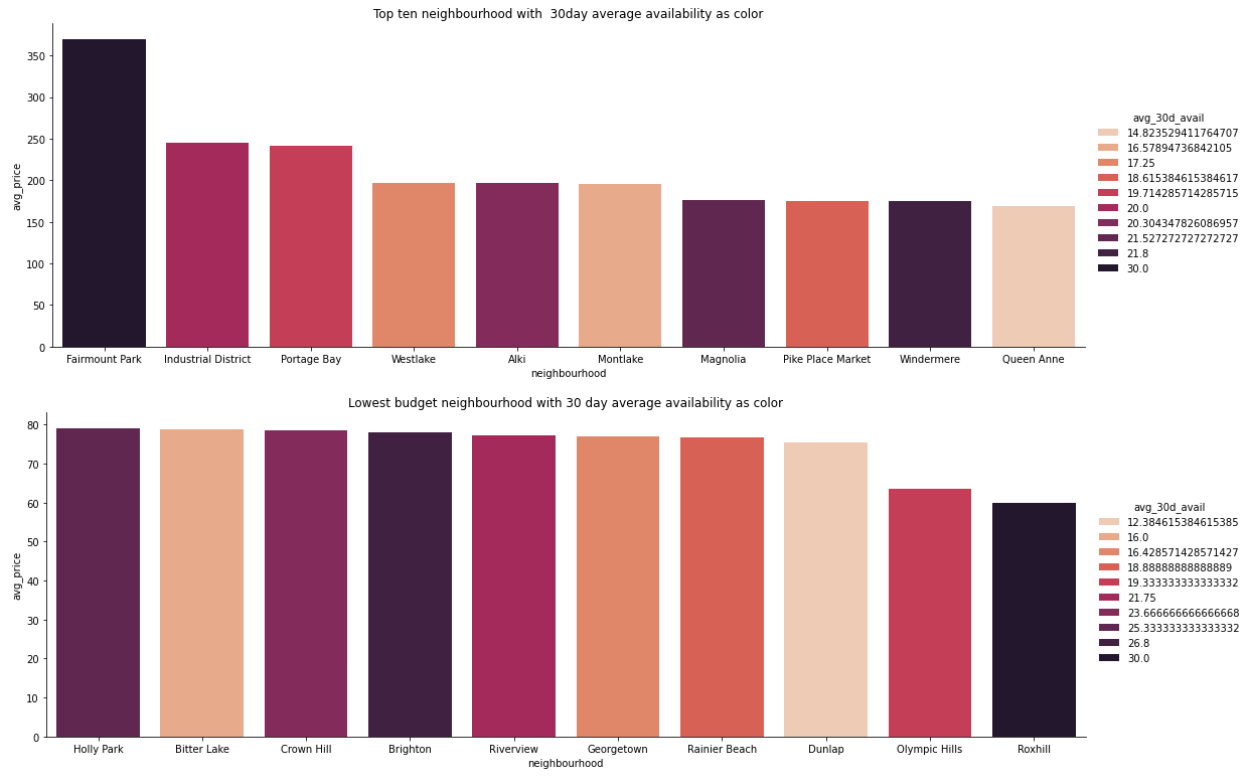 Top ten neighbourhood with  30day average availability as color
350
300
250
200
150
100
50
0
avg_price
Fairmount Park
Industrial District
Portage Bay
Westlake
Alki
Montlake
Magnolia
Pike Place Market
Windermere
Queen Anne
neighbourhood
avg_30d_avail
14.823529411764707
16.57894736842105
17.25
18.615384615384617
19.714285714285715
20.0
20.304347826086957
21.527272727272727
21.8
30.0
Lowest budget neighbourhood with 30 day average availability as color
80
70
60
50
40
30
20
10
0
avg_price
Holly Park
Bitter Lake
Crown Hill
Brighton
Riverview
Georgetown
Rainier Beach
Dunlap
Olympic Hills
Roxhill
neighbourhood
avg_30d_avail
12.384615384615385
16.0
16.428571428571427
18.88888888888889
19.333333333333332
21.75
23.666666666666668
25.333333333333332
26.8
30.0